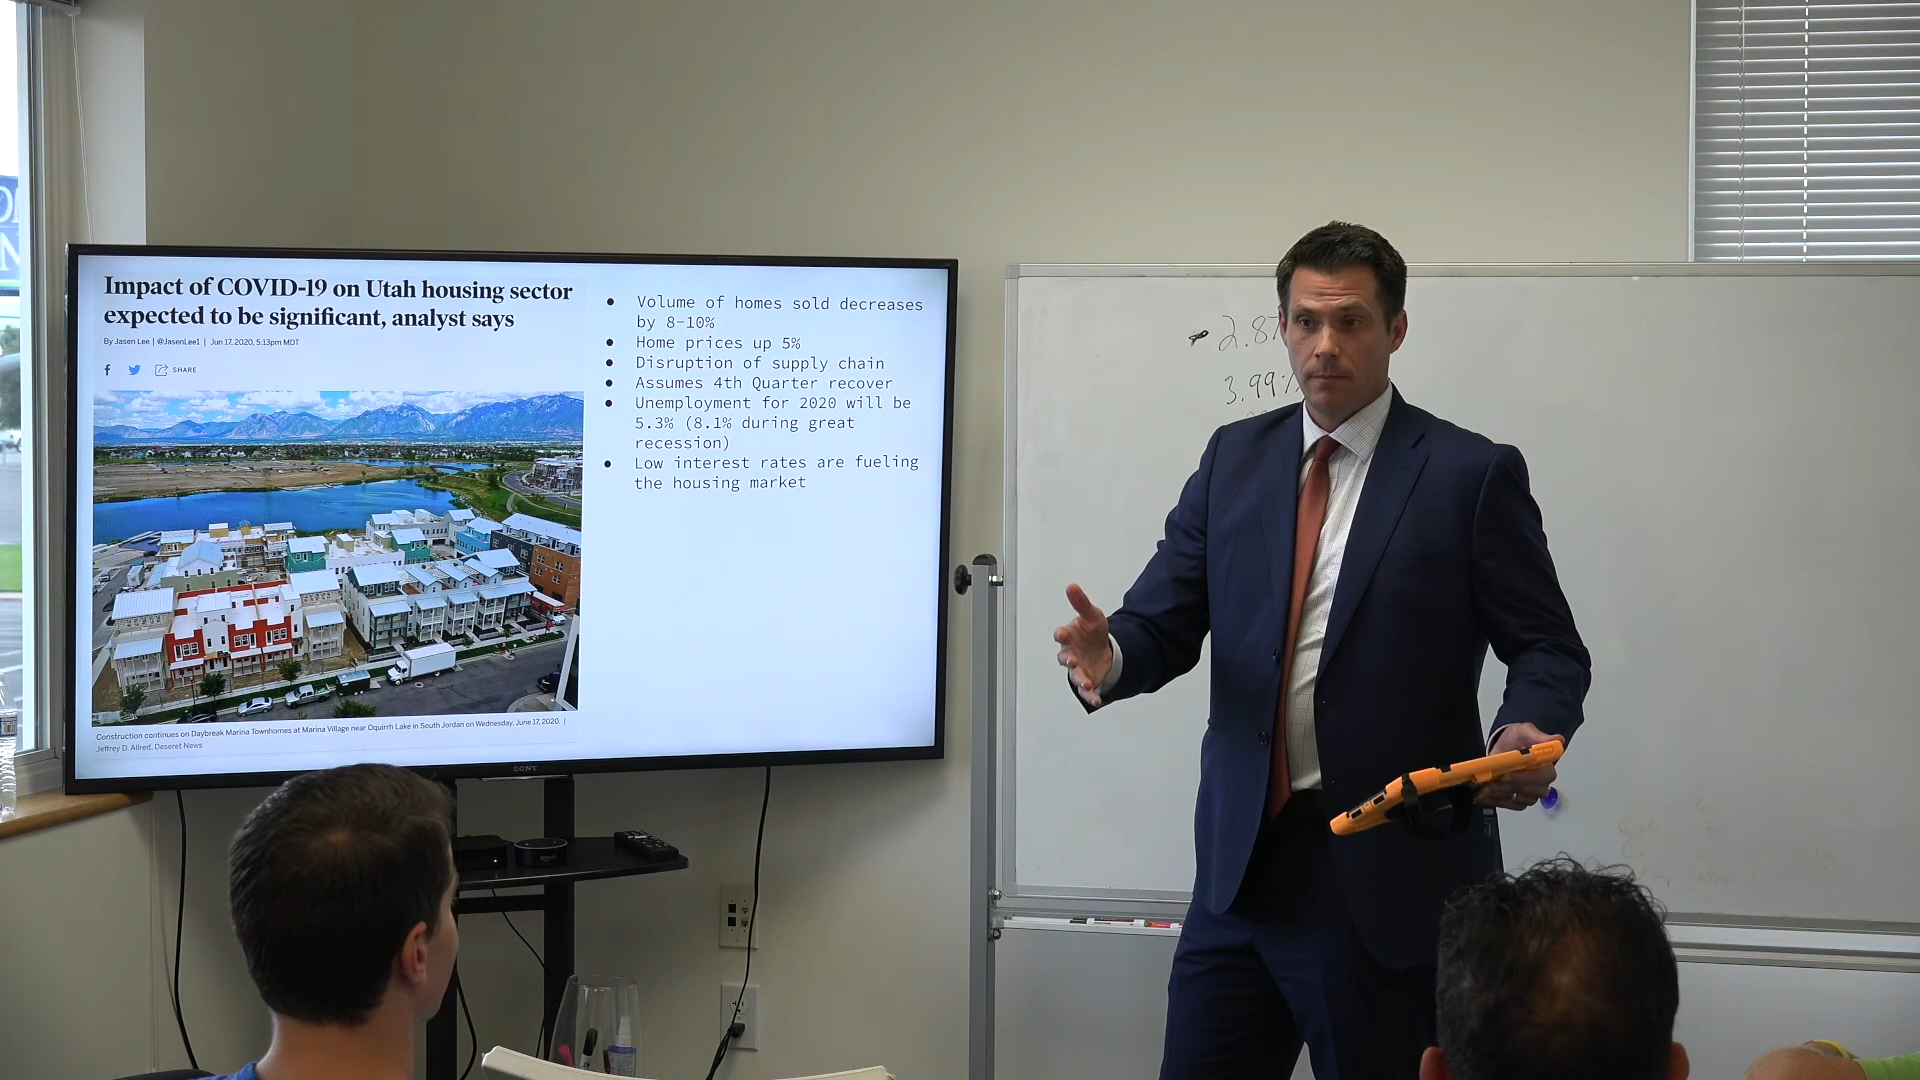 Impact of COVID-19 on Utah housing sector
expected to be significant, analyst says
By Jasen Lee | @JasenLee1 | Jun 17, 2020, 5:13pm MDT
SHARE
Construction continues on Daybreak Marina Townhomes at Marina Village near Oquirrh Lake in South Jordan on Wednesday, June 17, 2020. |
Jeffrey D. Allred, Deseret News
● Volume of homes sold decreases
by 8-10%
● Home prices up 5%
● Disruption of supply chain
● Assumes 4th Quarter recover
● Unemployment for 2020 will be
5.3% (8.1% during great
recession)
● Low interest rates are fueling
the housing market
SONY
2.87
3.99%